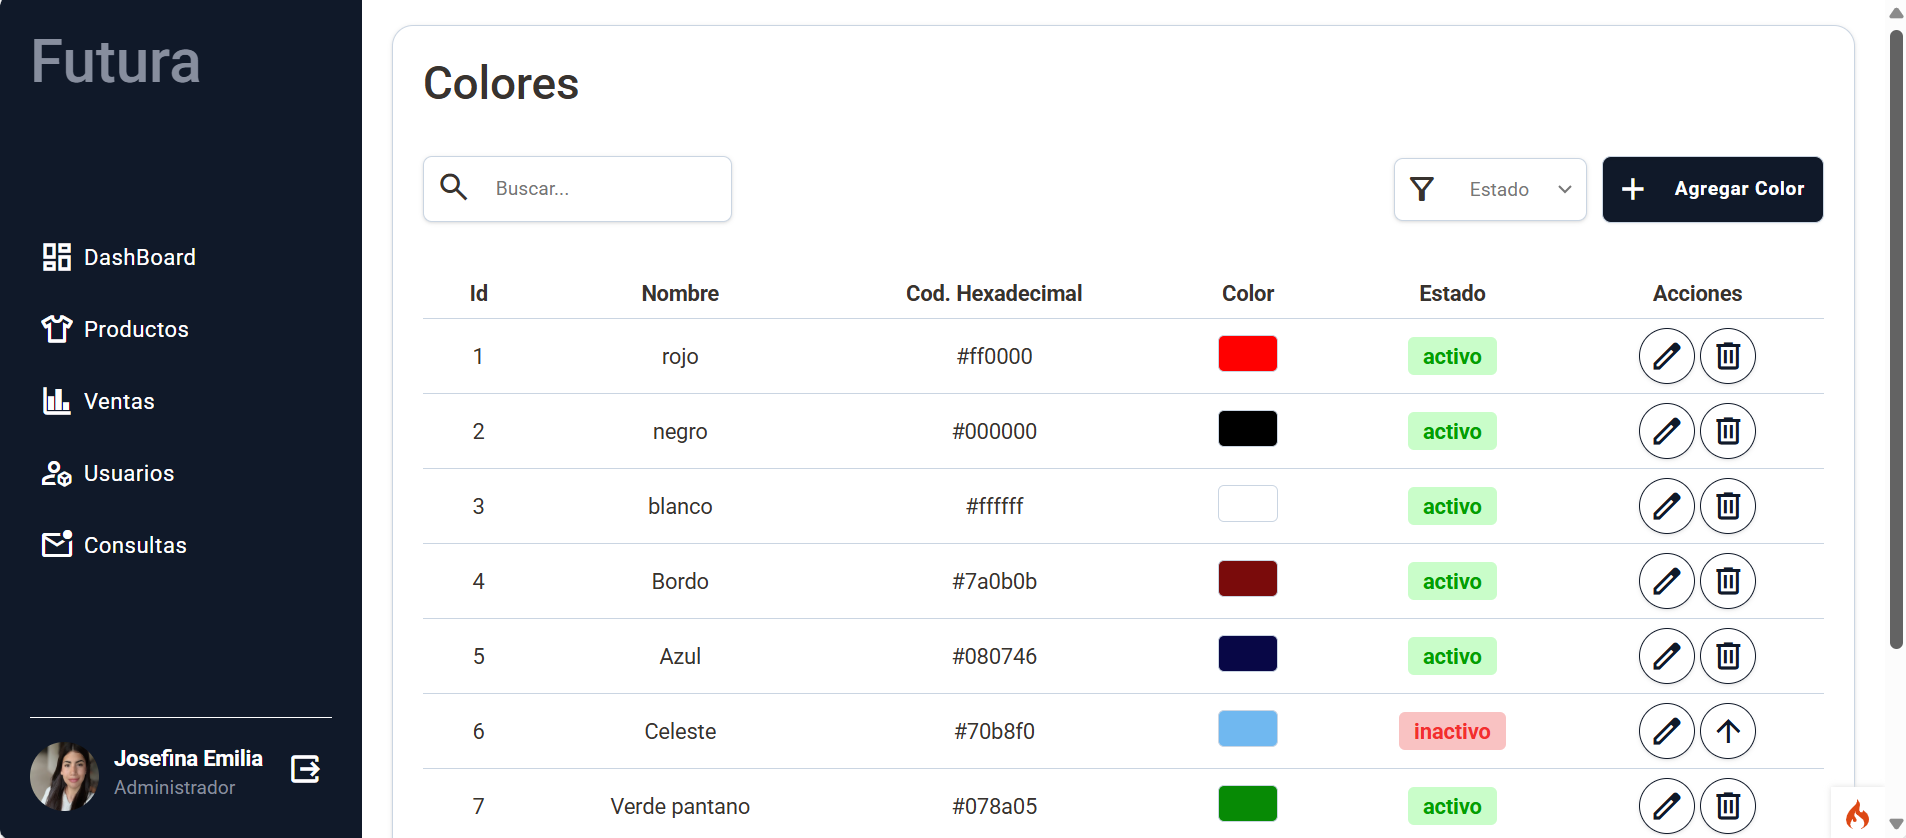 Futura
DashBoard
Productos
Ventas
Usuarios
Consultas
Josefina Emilia
Administrador
Colores
Buscar...
Estado
Agregar Color
Id Nombre Cod. Hexadecimal Color Estado Acciones
1 rojo #ff0000 activo
2 negro #000000 activo
3 blanco #ffffff activo
4 Bordo #7a0b0b activo
5 Azul #080746 activo
6 Celeste #70b8f0 inactivo
7 Verde pantano #078a05 activo